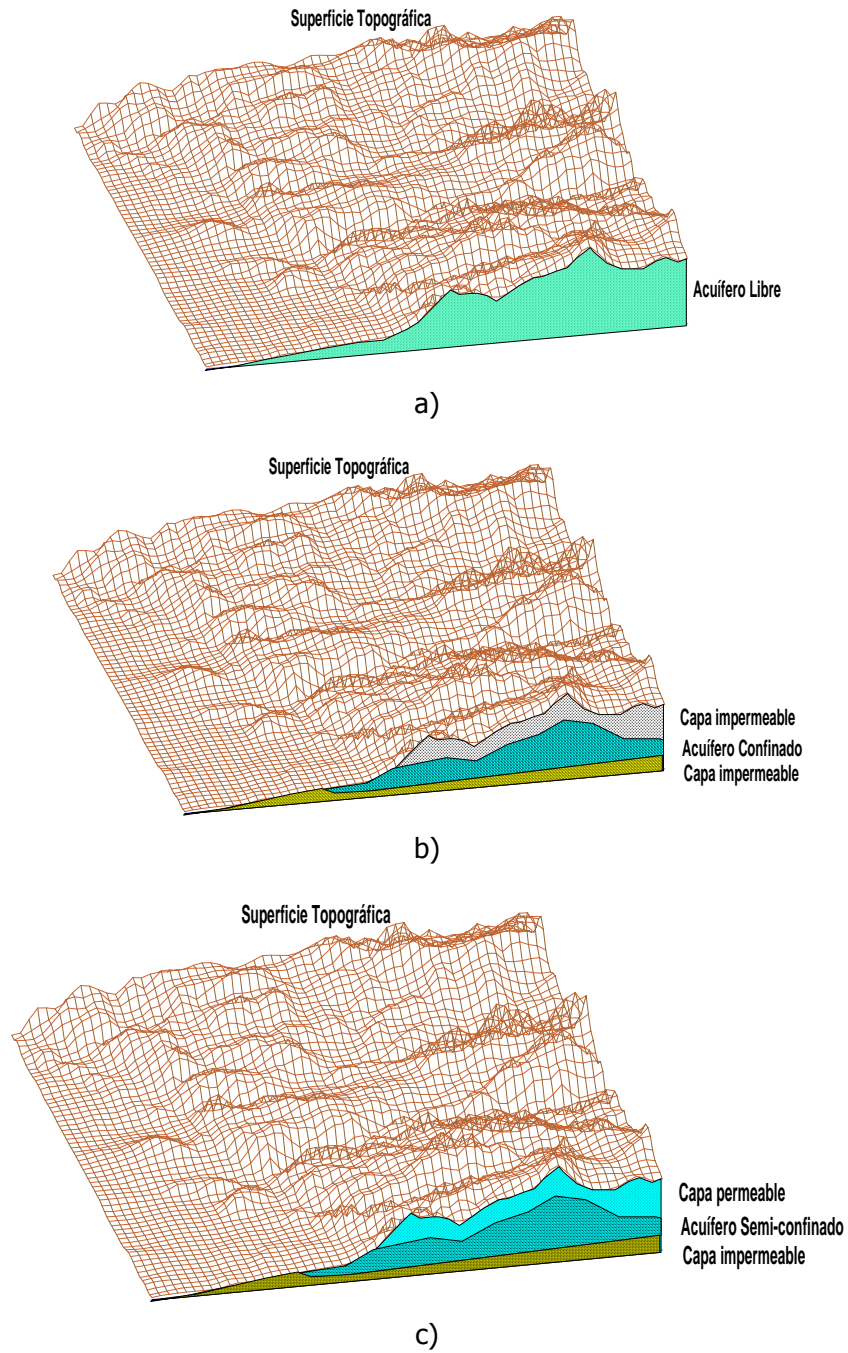 Superficie Topográfica
Acuífero Libre
a)
Superficie Topográfica
Capa impermeable
Acuífero Confinado
Capa impermeable
b)
Superficie Topográfica
Capa permeable
Acuífero Semi-confinado
Capa impermeable
c)